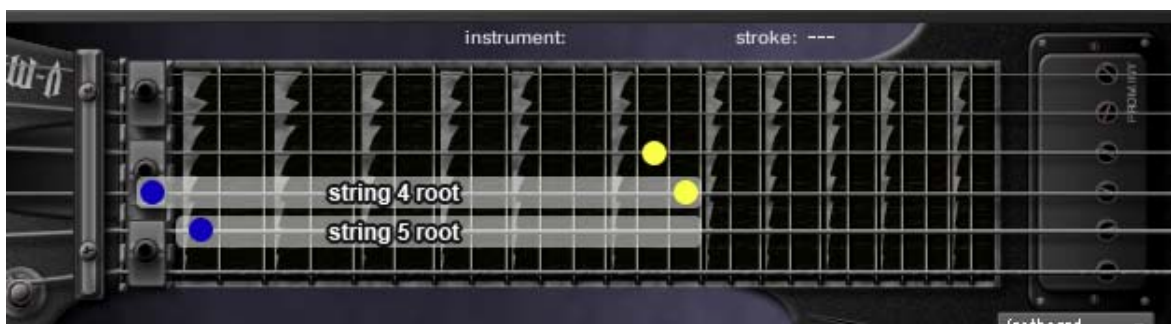 instrument: stroke: ---
string 4 root
string 5 root